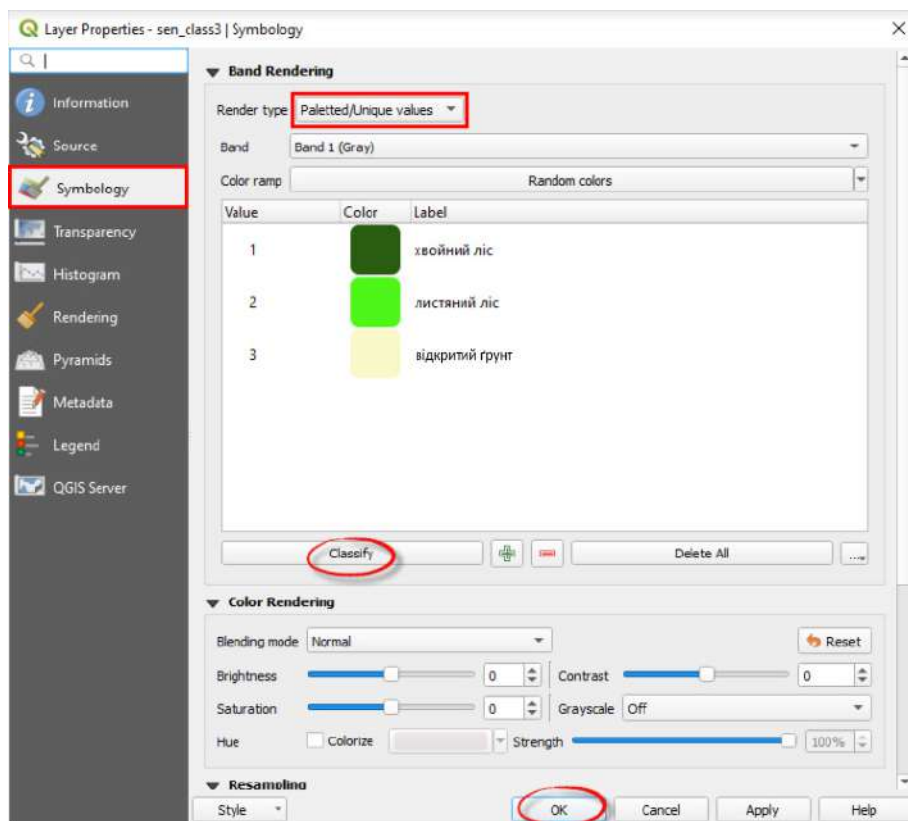 Layer Properties - sen_class3 | Symbology
Information
Source
Symbology
Transparency
Histogram
Rendering
Pyramids
Metadata
Legend
QGIS Server
Band Rendering
Render type Paletted/Unique values
Band Band 1 (Gray)
Color ramp Random colors
Value Color Label
1 хвойний ліс
2 листяний ліс
3 відкритий ґрунт
Classify Delete All ...
Color Rendering
Blending mode Normal Reset
Brightness 0 Contrast 0
Saturation 0 Grayscale Off
Hue Colorize Strength 100%
Resampling
Style OK Cancel Apply Help